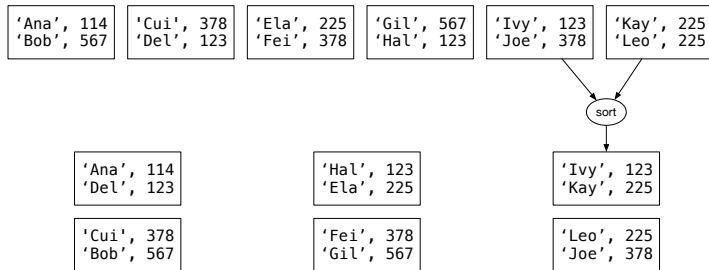 ‘Ana’, 114
‘Bob’, 567
'Cui', 378
‘Del’, 123
‘Ela’, 225
‘Fei’, 378
‘Gil’, 567
‘Hal’, 123
‘Ivy’, 123
‘Joe’, 378
‘Kay’, 225
‘Leo’, 225
sort
‘Ana’, 114
‘Del’, 123
‘Hal’, 123
‘Ela’, 225
‘Ivy’, 123
‘Kay’, 225
'Cui', 378
‘Bob’, 567
‘Fei’, 378
‘Gil’, 567
‘Leo’, 225
‘Joe’, 378